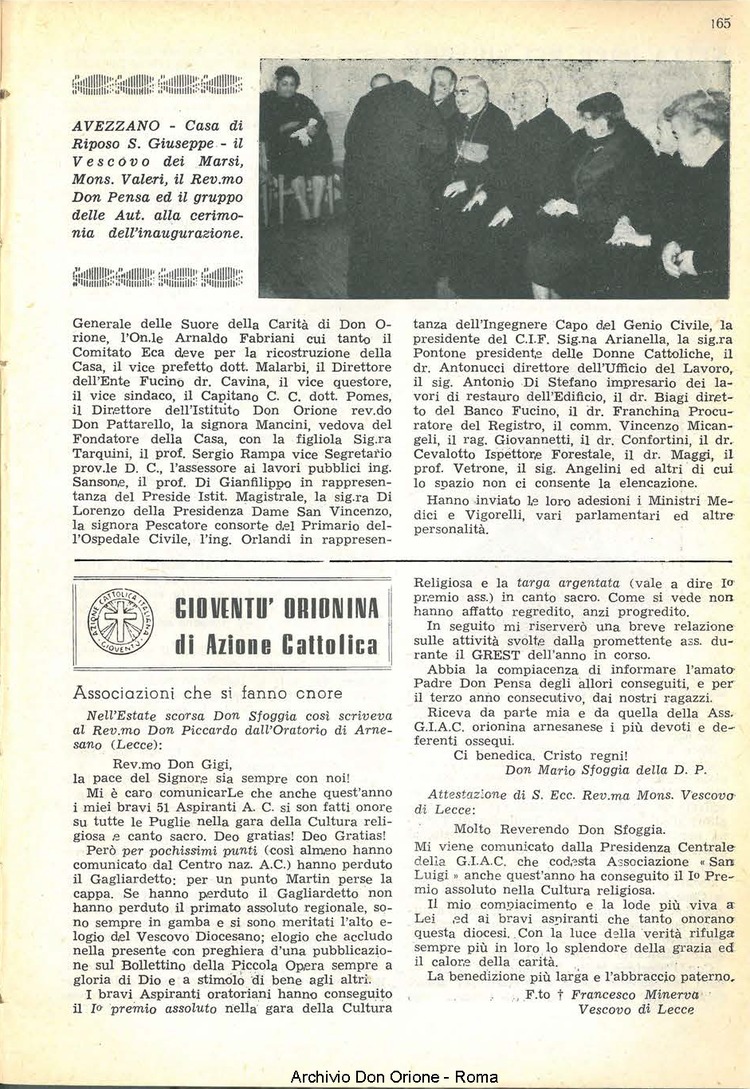 165
AVEZZANO - Casa di
Riposo S. Giuseppe - il
Vescovo dei Marsi,
Mons. Valeri, il Rev.mo
Don Pensa ed il gruppo
delle Aut. alla cerimo-
nia dell'inaugurazione.
Generale delle Suore della Carità di Don O-
rione, l'On.le Arnaldo Fabriani cui tanto il
Comitato Eca deve per la ricostruzione della
Casa, il vice prefetto dott. Malarbi, il Direttore
dell'Ente Fucino dr. Cavina, il vice questore,
il vice sindaco, il Capitano C. C. dott. Pomes,
il Direttore dell'Istituto Don Orione rev.do
Don Pattarello, la signora Mancini, vedova del
Fondatore della Casa, con la figliola Sig.ra
Tarquini, il prof. Sergio Rampa vice Segretario
prov.le D. C., l'assessore ai lavori pubblici ing.
Sansone, il prof. Di Gianfilippo in rappresen-
tanza del Preside Istit. Magistrale, la sig.ra Di
Lorenzo della Presidenza Dame San Vincenzo,
la signora Pescatore consorte del Primario del-
l'Ospedale Civile, l'ing. Orlandi in rappresen-
tanza dell'Ingegnere Capo del Genio Civile, la
presidente del C.I.F. Sig.na Arianella, la sig.ra
Pontone presidente delle Donne Cattoliche, il
dr. Antonucci direttore dell'Ufficio del Lavoro,
il sig. Antonio Di Stefano impresario dei la-
vori di restauro dell'Edificio, il dr. Biagi diret-
to del Banco Fucino, il dr. Franchina Procu-
ratore del Registro, il comm. Vincenzo Mican-
geli, il rag. Giovannetti, il dr. Confortini, il dr.
Cevalotto Ispettore Forestale, il dr. Maggi, il
prof. Vetrone, il sig. Angelini ed altri di cui
lo spazio non ci consente la elencazione.
Hanno inviato le loro adesioni i Ministri Me-
dici e Vigorelli, vari parlamentari ed altre
personalità.
AZIONE CATTOLICA ITALIANA
GIOVENTU'
GIOVENTU' ORIONINA
di Azione Cattolica
Associazioni che si fanno onore
Nell'Estate scorsa Don Sfoggia così scriveva
al Rev.mo Don Piccardo dall'Oratorio di Arne-
sano (Lecce):
Rev.mo Don Gigi,
la pace del Signore sia sempre con noi!
Mi è caro comunicarLe che anche quest'anno
i miei bravi 51 Aspiranti A. C. si son fatti onore
su tutte le Puglie nella gara della Cultura reli-
giosa e canto sacro. Deo gratias! Deo Gratias!
Però per pochissimi punti (così almeno hanno
comunicato dal Centro naz. A.C.) hanno perduto
il Gagliardetto: per un punto Martin perse la
cappa. Se hanno perduto il Gagliardetto non
hanno perduto il primato assoluto regionale, so-
no sempre in gamba e si sono meritati l'alto e-
logio del Vescovo Diocesano; elogio che accludo
nella presente con preghiera d'una pubblicazio-
ne sul Bollettino della Piccola Opera sempre a
gloria di Dio e a stimolo di bene agli altri.
I bravi Aspiranti oratoriani hanno conseguito
il Iº premio assoluto nella gara della Cultura
Religiosa e la targa argentata (vale a dire Iº
premio ass.) in canto sacro. Come si vede non
hanno affatto regredito, anzi progredito.
In seguito mi riserverò una breve relazione
sulle attività svolte dalla promettente ass. du-
rante il GREST dell'anno in corso.
Abbia la compiacenza di informare l'amato
Padre Don Pensa degli allori conseguiti, e per
il terzo anno consecutivo, dai nostri ragazzi.
Riceva da parte mia e da quella della Ass.
G.I.A.C. orionina arnesanese i più devoti e de-
ferenti ossequi.
Ci benedica. Cristo regni!
Don Mario Sfoggia della D. P.
Attestazione di S. Ecc. Rev.ma Mons. Vescovo
di Lecce:
Molto Reverendo Don Sfoggia.
Mi viene comunicato dalla Presidenza Centrale
della G.I.A.C. che codesta Associazione « San
Luigi » anche quest'anno ha conseguito il Iº Pre-
mio assoluto nella Cultura religiosa.
Il mio compiacimento e la lode più viva a
Lei ed ai bravi aspiranti che tanto onorano
questa diocesi. Con la luce della verità rifulga
sempre più in loro lo splendore della grazia ed
il calore della carità.
La benedizione più larga e l'abbraccio paterno.
F.to † Francesco Minerva
Vescovo di Lecce
Archivio Don Orione - Roma